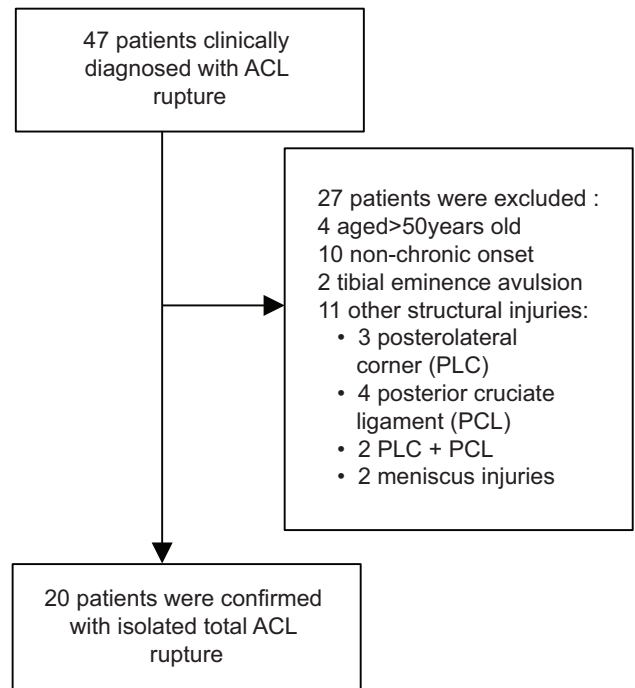 47 patients clinically
diagnosed with ACL
rupture
27 patients were excluded :
4 aged>50years old
10 non-chronic onset
2 tibial eminence avulsion
11 other structural injuries:
• 3 posterolateral
corner (PLC)
• 4 posterior cruciate
ligament (PCL)
• 2 PLC + PCL
• 2 meniscus injuries
20 patients were confirmed
with isolated total ACL
rupture